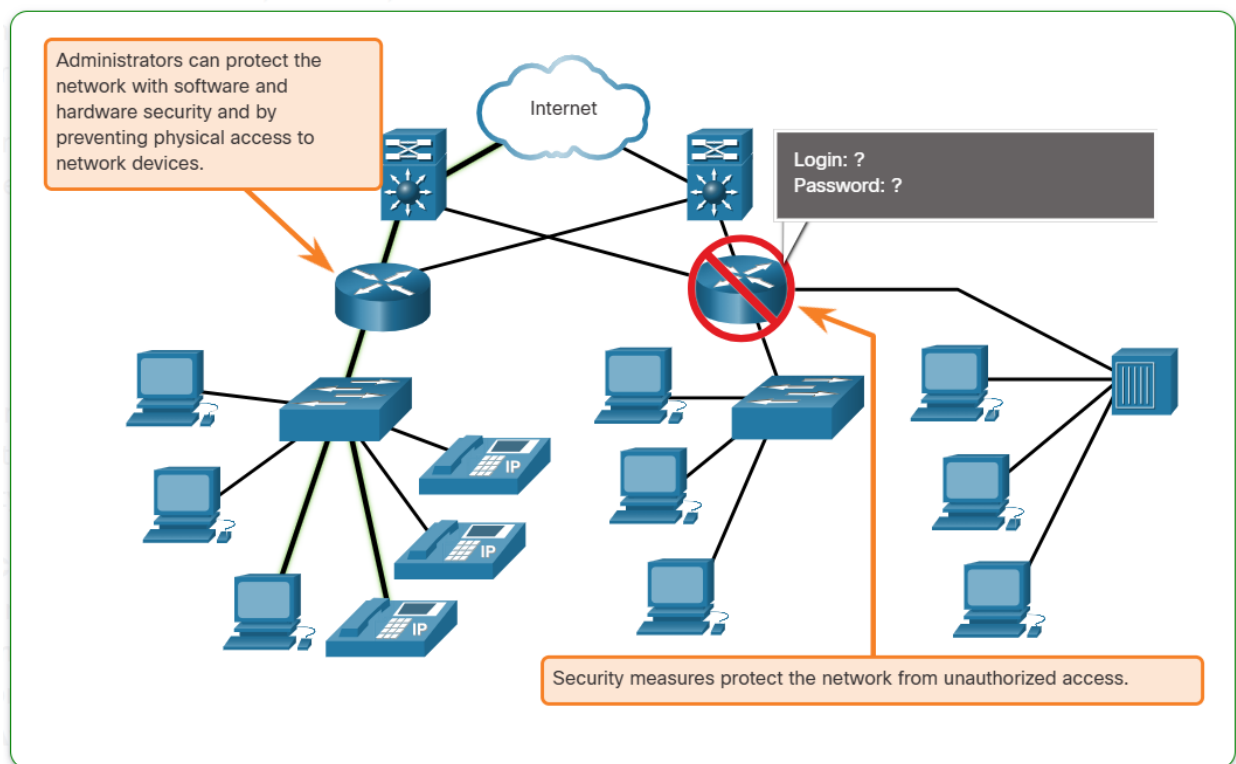 Administrators can protect the
network with software and
hardware security and by
preventing physical access to
network devices.
Internet
Login: ?
Password: ?
IP
IP
IP
Security measures protect the network from unauthorized access.